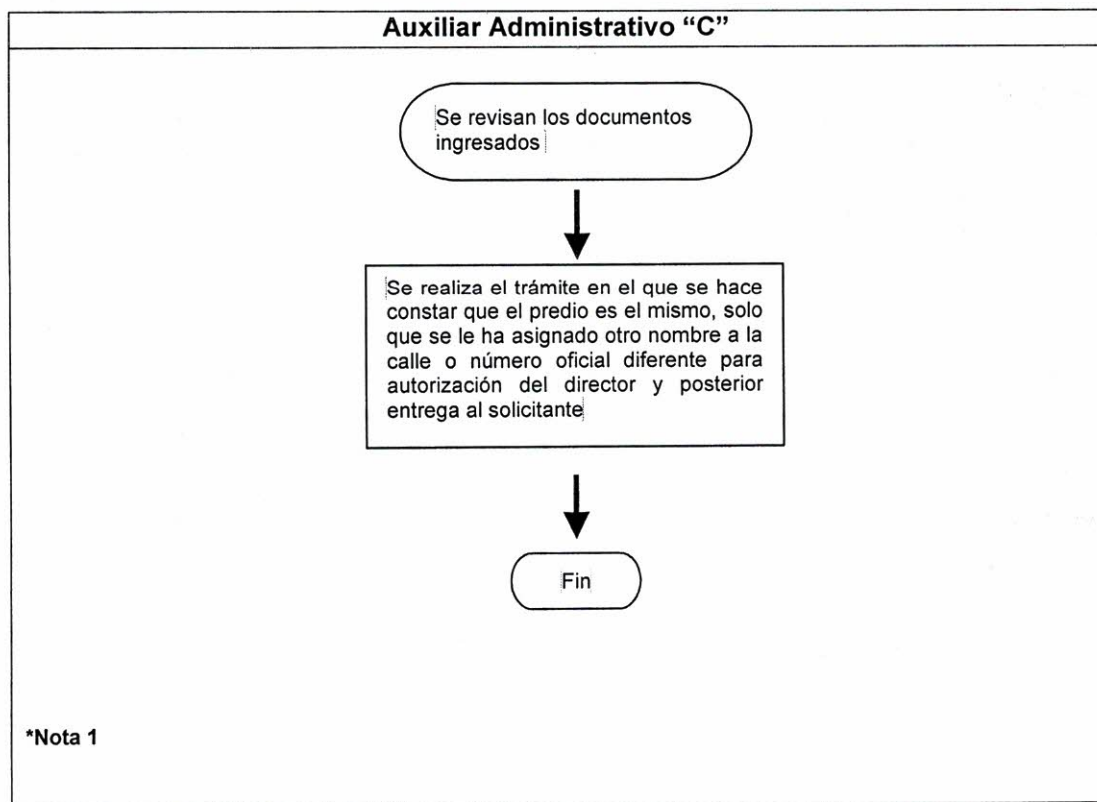 Auxiliar Administrativo “C”
Se revisan los documentos
ingresados
Se realiza el trámite en el que se hace
constar que el predio es el mismo, solo
que se le ha asignado otro nombre a la
calle o número oficial diferente para
autorización del director y posterior
entrega al solicitante
Fin
*Nota 1